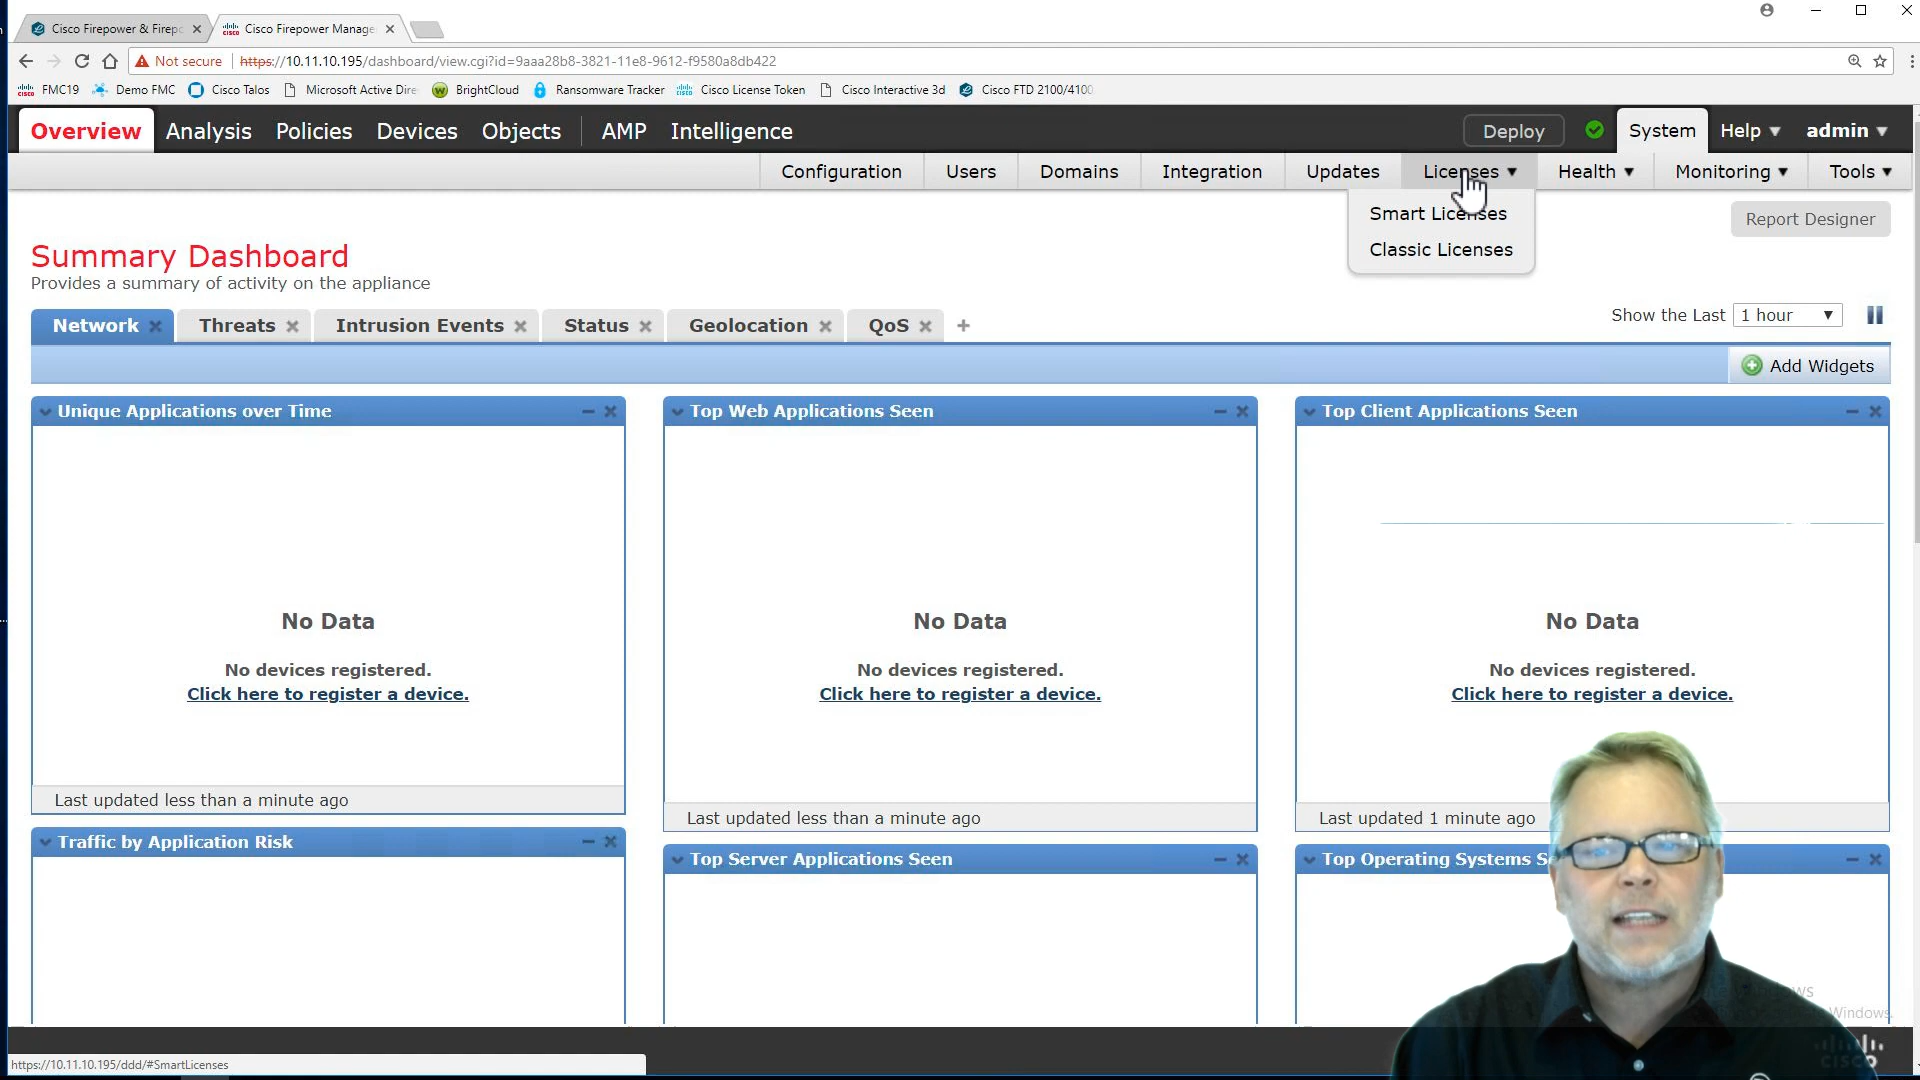 Cisco Firepower & Firepo
Cisco Firepower Manage
Not secure https://10.11.10.195/dashboard/view.cgi?id=9aaa28b8-3821-11e8-9612-f9580a8db422
FMC19 Demo FMC Cisco Talos Microsoft Active Dire BrightCloud Ransomware Tracker Cisco License Token Cisco Interactive 3d Cisco FTD 2100/4100
Overview Analysis Policies Devices Objects AMP Intelligence Deploy System Help admin
Configuration Users Domains Integration Updates Licenses Health Monitoring Tools
Smart Licenses
Classic Licenses
Report Designer
Summary Dashboard
Provides a summary of activity on the appliance
Network Threats Intrusion Events Status Geolocation QoS +
Show the Last 1 hour
Add Widgets
Unique Applications over Time
No Data
No devices registered.
Click here to register a device.
Last updated less than a minute ago
Top Web Applications Seen
No Data
No devices registered.
Click here to register a device.
Last updated less than a minute ago
Top Client Applications Seen
No Data
No devices registered.
Click here to register a device.
Last updated 1 minute ago
Traffic by Application Risk
Top Server Applications Seen
Top Operating Systems S
Windows.
cisco
https://10.11.10.195/ddd/#SmartLicenses